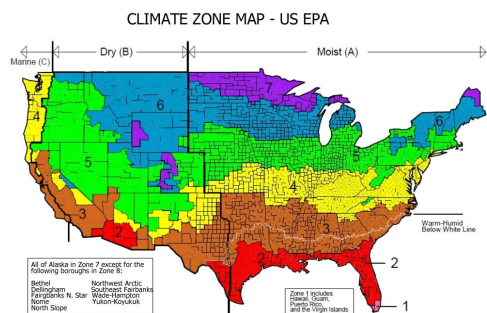 CLIMATE ZONE MAP - US EPA
Marine (C)
Dry (B)
Moist (A)
7
6
6
4
5
5
4
3
3
2
2
2
1
Warm-Humid
Below White Line
All of Alaska in Zone 7 except for the
following boroughs in Zone 8:
Bethel Northwest Arctic
Dellingham Southeast Fairbanks
Fairgbanks N. Star Wade-Hampton
Nome Yukon-Koyukuk
North Slope
Zone 1 includes
Hawaii, Guam,
Puerto Rico,
and the Virgin Islands